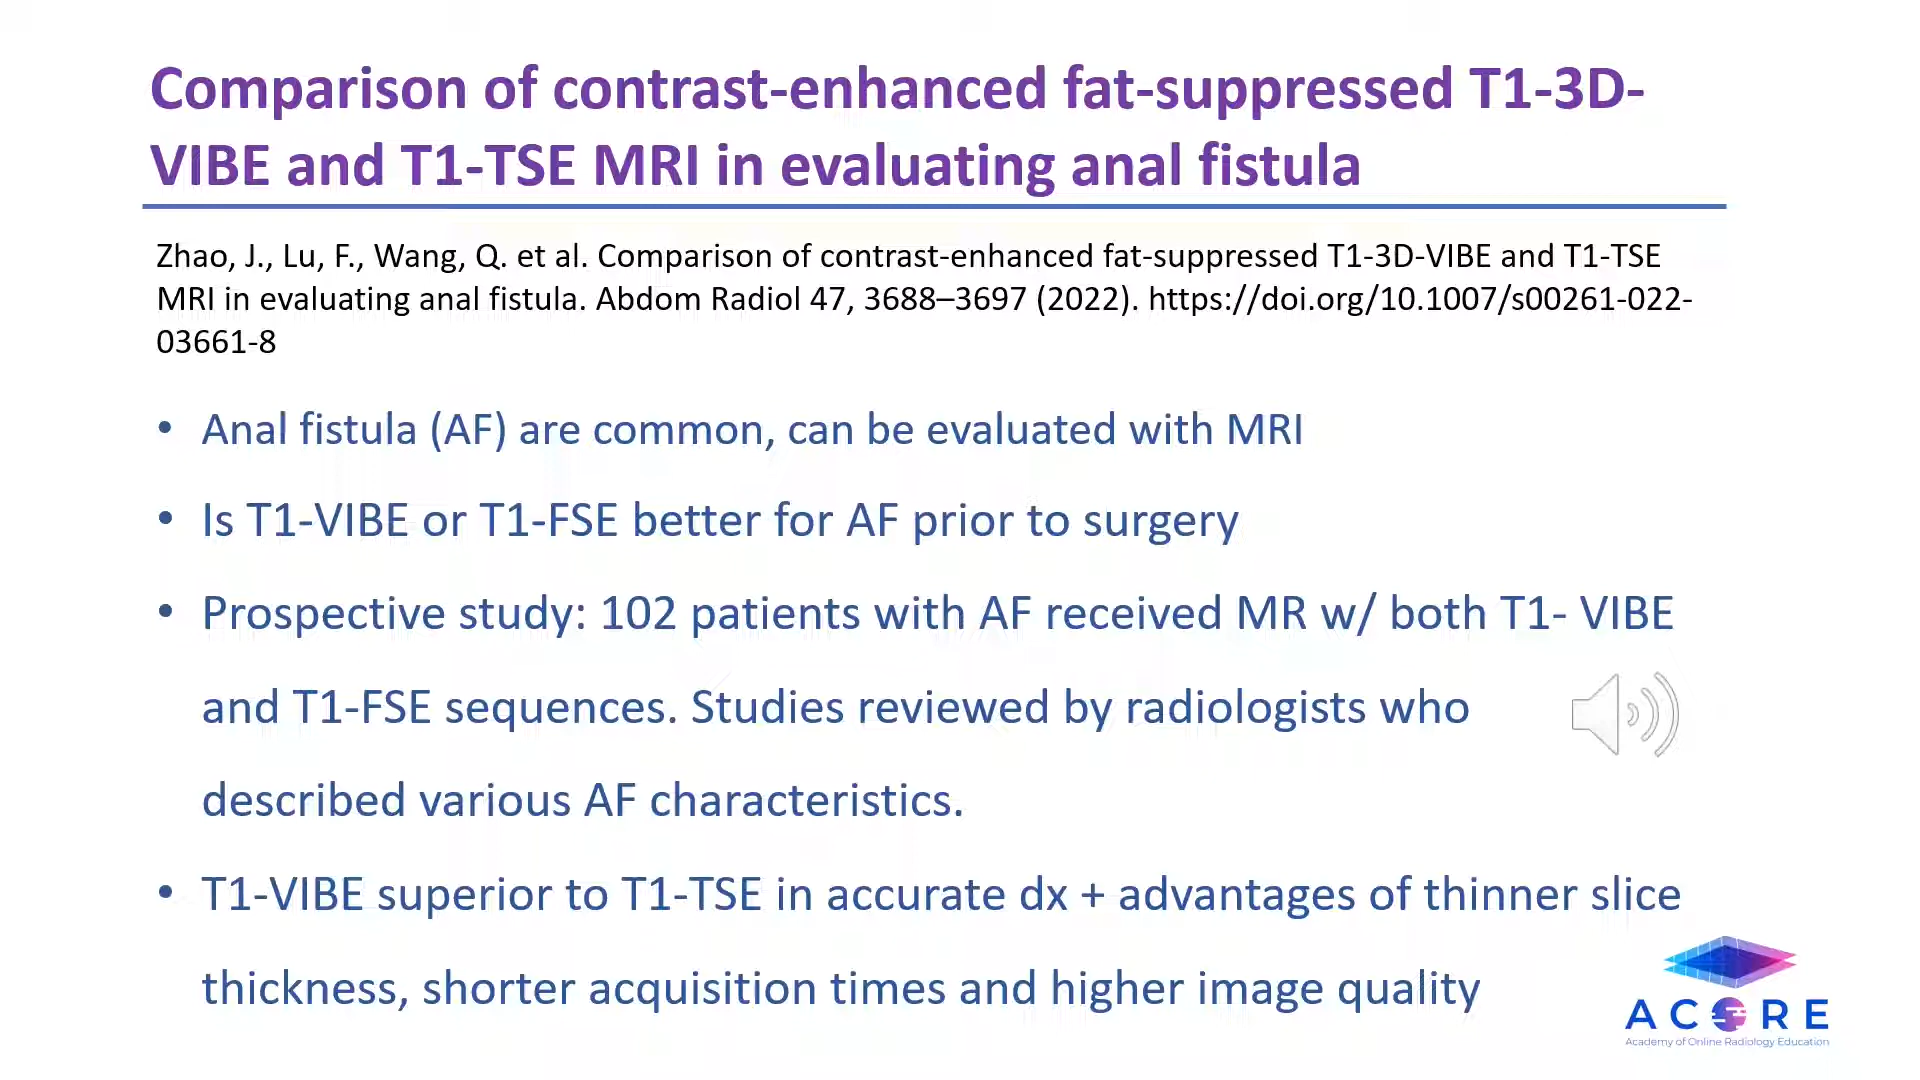 Comparison of contrast-enhanced fat-suppressed T1-3D-
VIBE and T1-TSE MRI in evaluating anal fistula
Zhao, J., Lu, F., Wang, Q. et al. Comparison of contrast-enhanced fat-suppressed T1-3D-VIBE and T1-TSE
MRI in evaluating anal fistula. Abdom Radiol 47, 3688–3697 (2022). https://doi.org/10.1007/s00261-022-
03661-8
• Anal fistula (AF) are common, can be evaluated with MRI
• Is T1-VIBE or T1-FSE better for AF prior to surgery
• Prospective study: 102 patients with AF received MR w/ both T1- VIBE
and T1-FSE sequences. Studies reviewed by radiologists who
described various AF characteristics.
• T1-VIBE superior to T1-TSE in accurate dx + advantages of thinner slice
thickness, shorter acquisition times and higher image quality
ACORE
Academy of Online Radiology Education